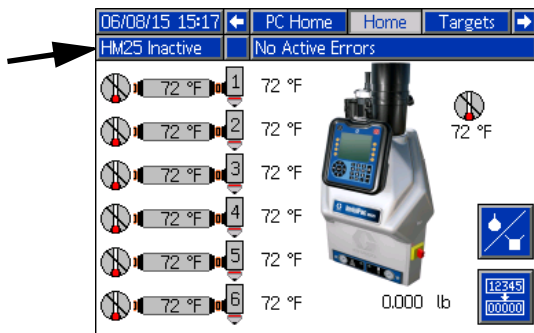 06/08/15 15:17 PC Home Home Targets
HM25 Inactive No Active Errors
72 °F 1 72 °F
72 °F
72 °F 2 72 °F
72 °F 3 72 °F
72 °F 4 72 °F
72 °F 5 72 °F
72 °F 6 72 °F
0.000 lb
12345
00000